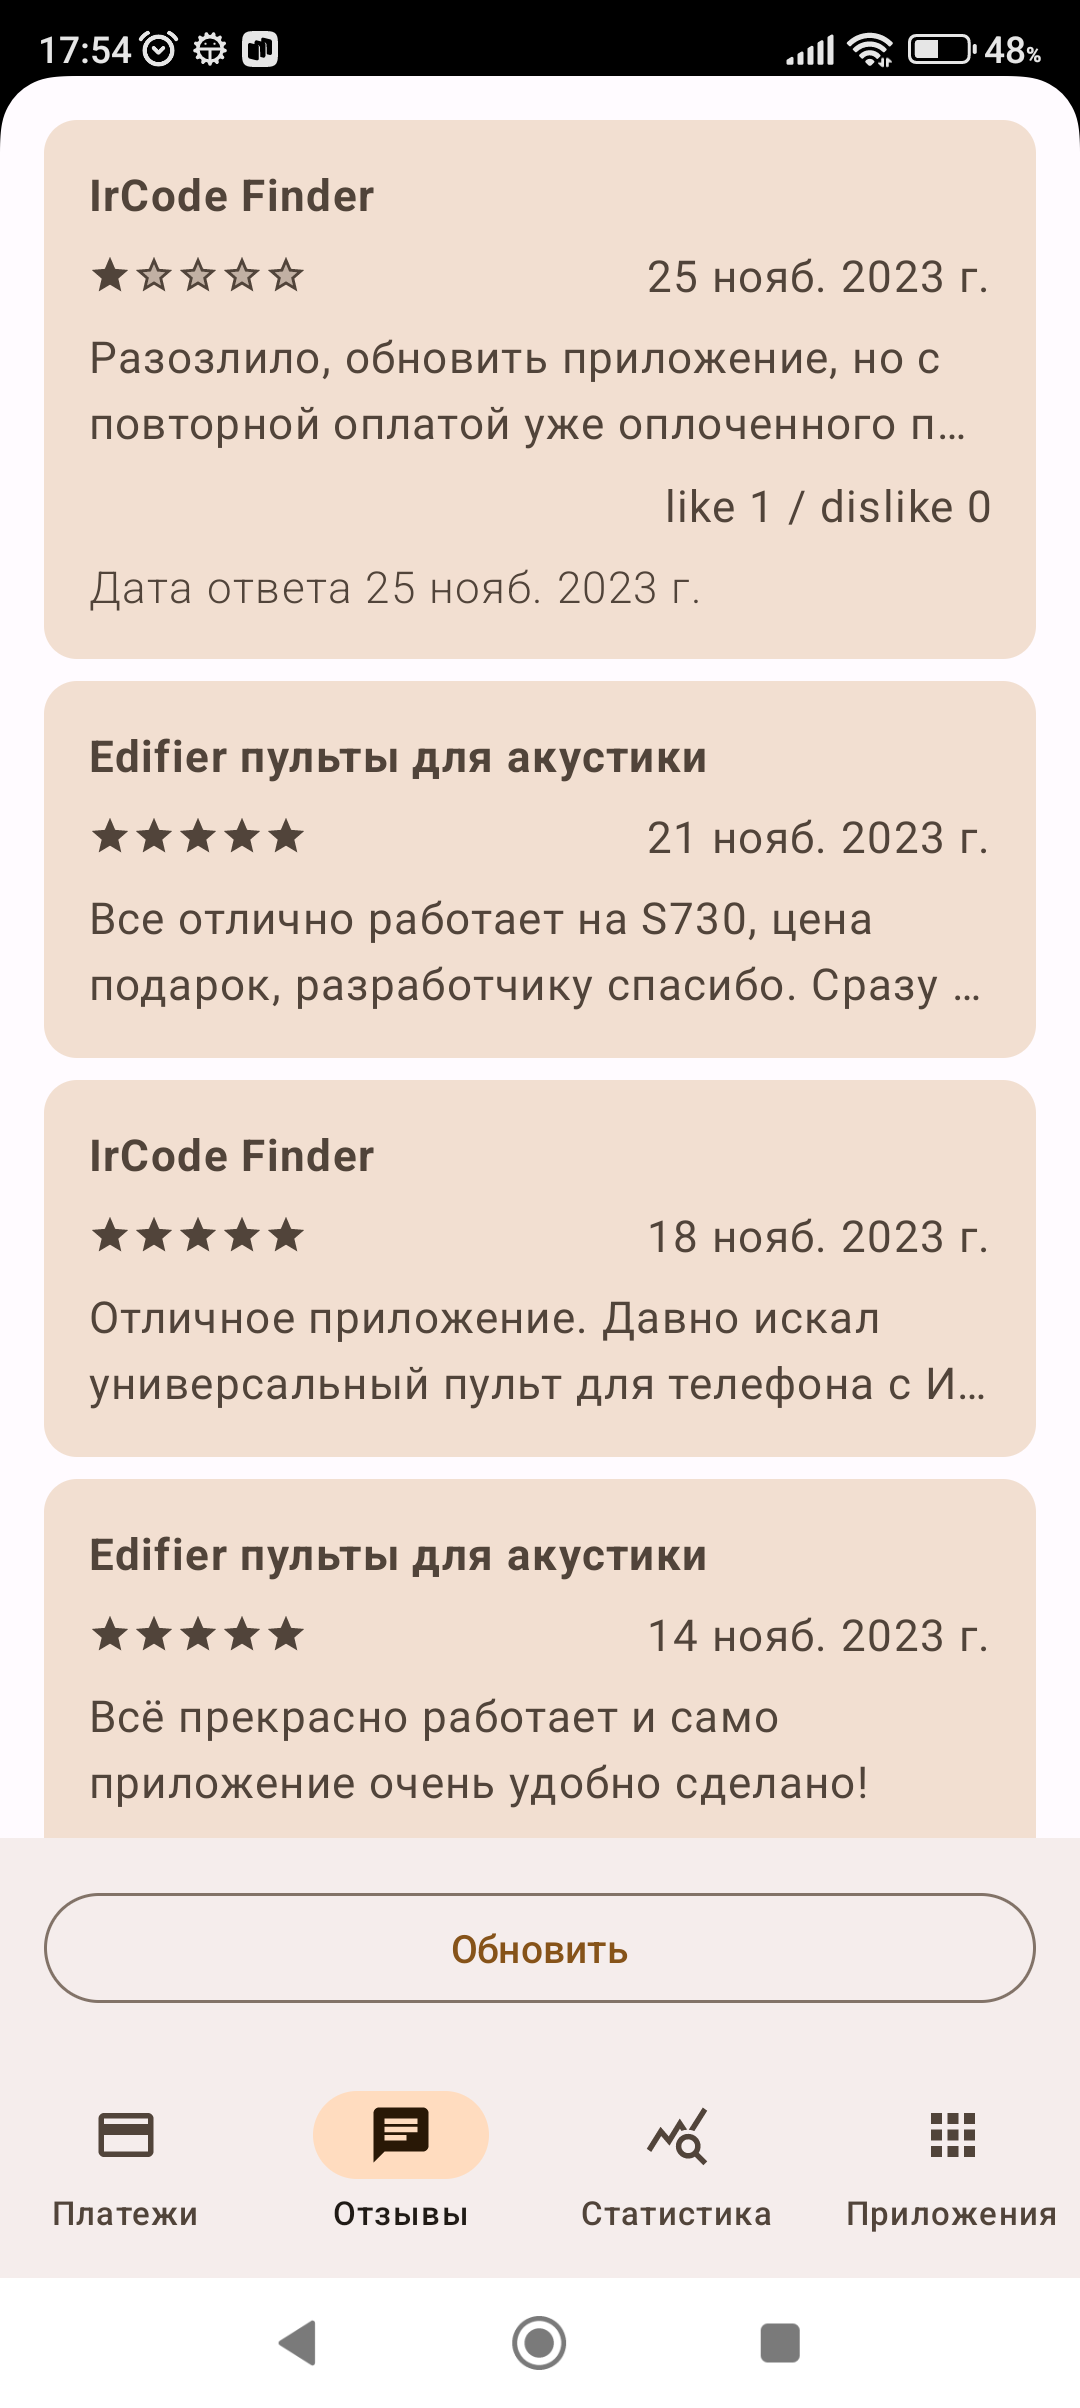 17:54
48%
IrCode Finder
25 нояб. 2023 г.
Разозлило, обновить приложение, но с
повторной оплатой уже оплоченного п…
like 1 / dislike 0
Дата ответа 25 нояб. 2023 г.
Edifier пульты для акустики
21 нояб. 2023 г.
Все отлично работает на S730, цена
подарок, разработчику спасибо. Сразу …
IrCode Finder
18 нояб. 2023 г.
Отличное приложение. Давно искал
универсальный пульт для телефона с И…
Edifier пульты для акустики
14 нояб. 2023 г.
Всё прекрасно работает и само
приложение очень удобно сделано!
Обновить
Платежи
Отзывы
Статистика
Приложения